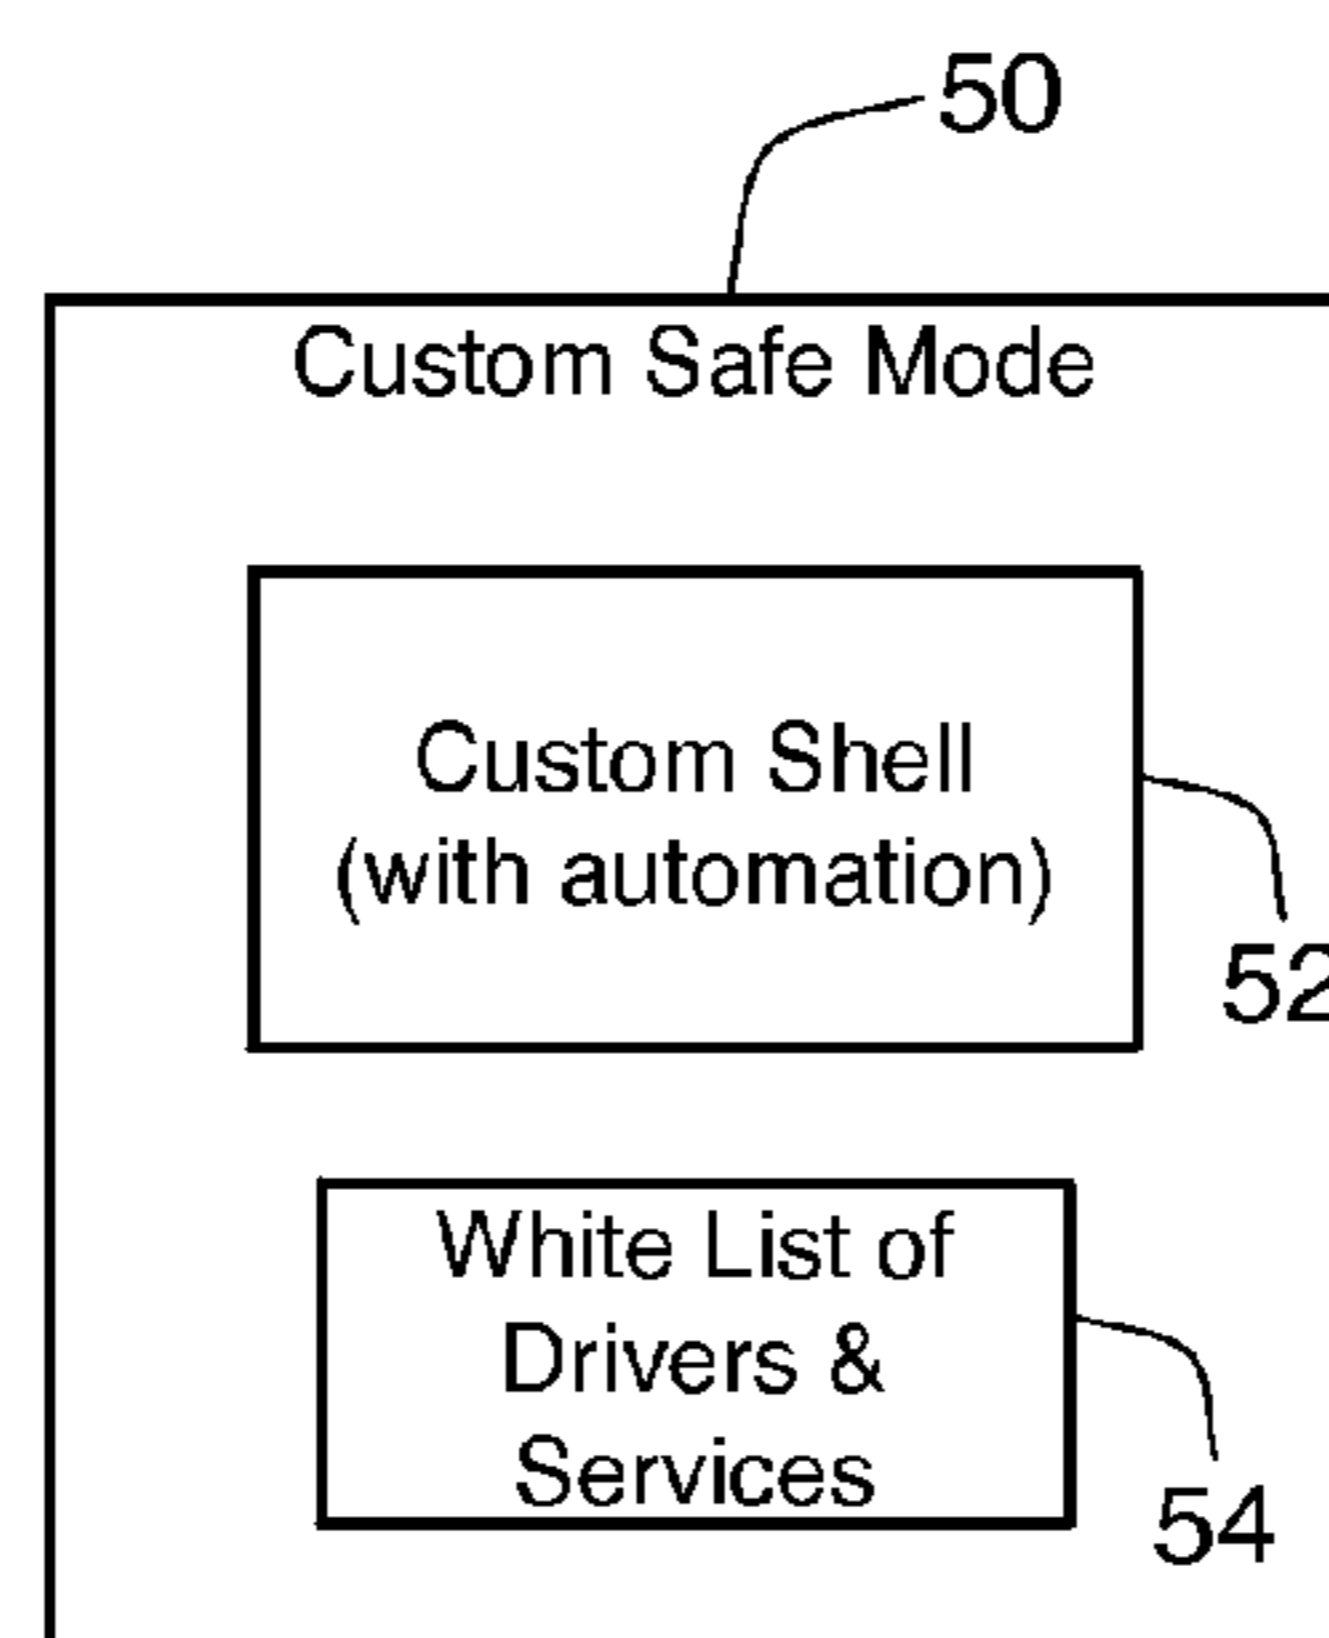 50
Custom Safe Mode
Custom Shell
(with automation)
52
White List of
Drivers &
Services
54